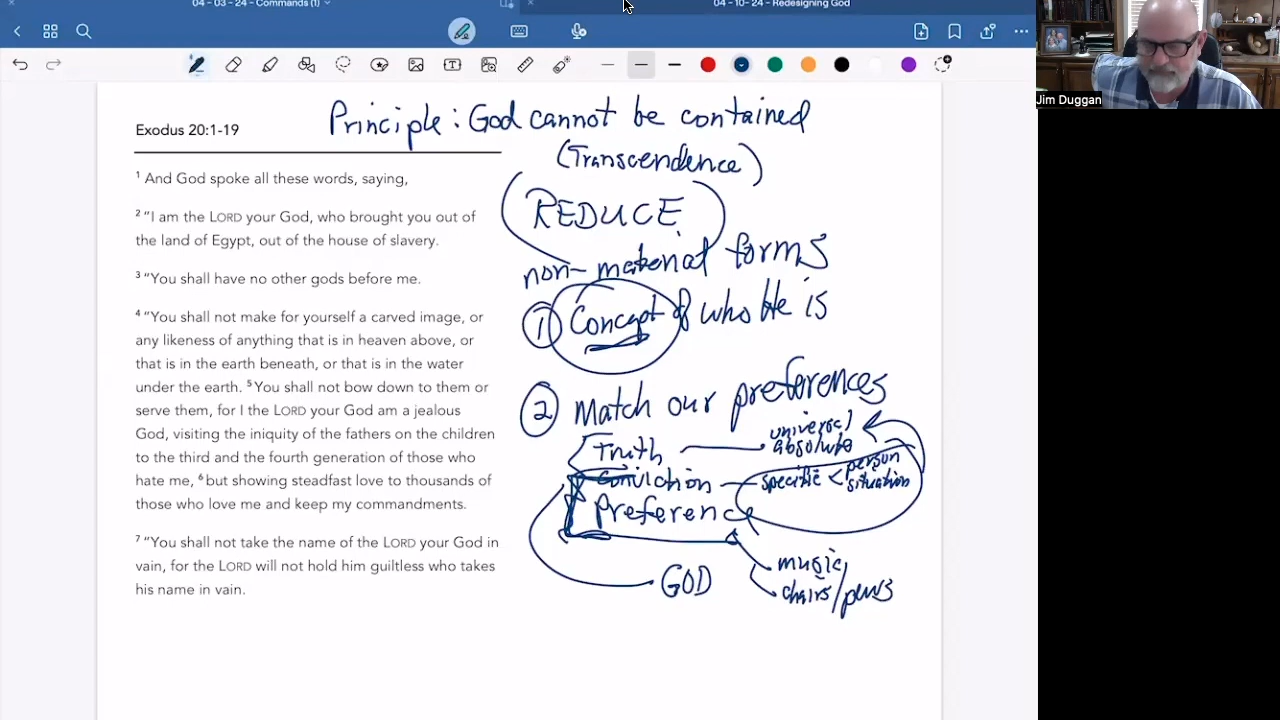 04 - 03 - 24 - Commands (1)
04 - 10- 24 - Redesigning God
Jim Duggan
Principle: God cannot be contained
(Transcendence)
Exodus 20:1-19
1 And God spoke all these words, saying,
2 “I am the LORD your God, who brought you out of
the land of Egypt, out of the house of slavery.
3 “You shall have no other gods before me.
4 “You shall not make for yourself a carved image, or
any likeness of anything that is in heaven above, or
that is in the earth beneath, or that is in the water
under the earth. 5 You shall not bow down to them or
serve them, for I the LORD your God am a jealous
God, visiting the iniquity of the fathers on the children
to the third and the fourth generation of those who
hate me, 6 but showing steadfast love to thousands of
those who love me and keep my commandments.
7 “You shall not take the name of the LORD your God in
vain, for the LORD will not hold him guiltless who takes
his name in vain.
REDUCE
non-material forms
1 Concept of who He is
2 Match our preferences
Truth universal
absolute
Conviction specific < person
situation
Preference
music
GOD
chairs/pews